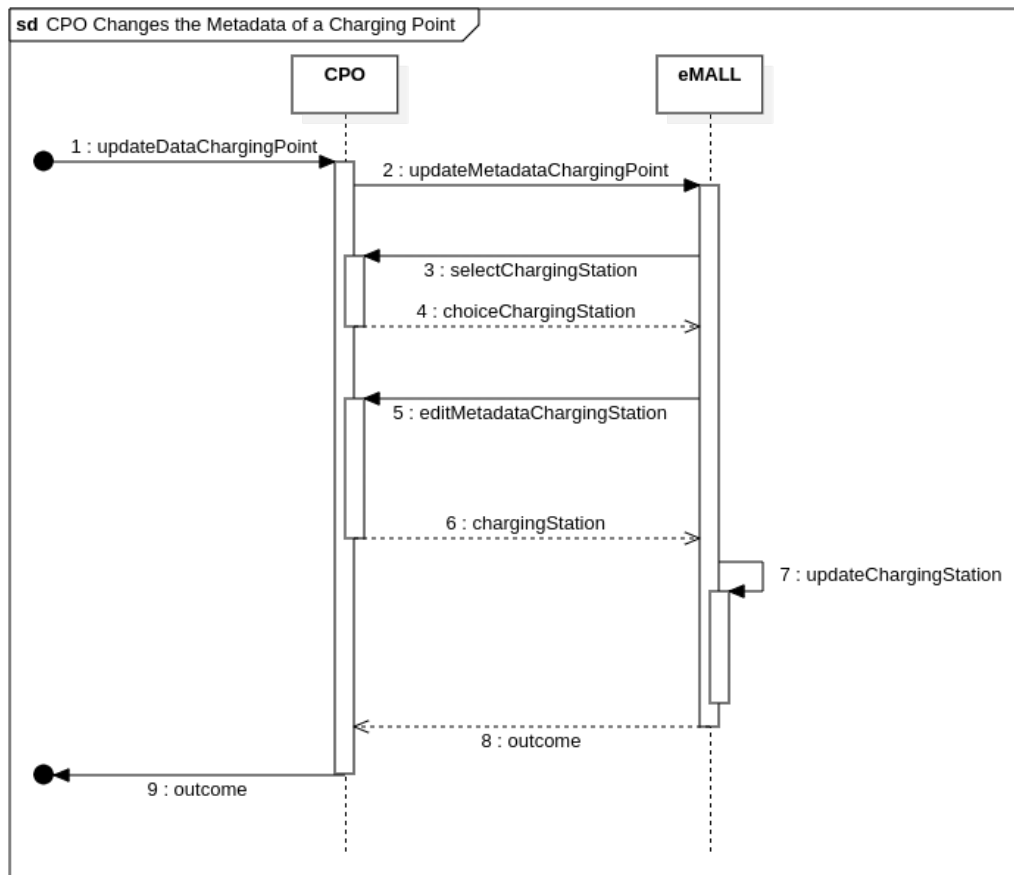 sd CPO Changes the Metadata of a Charging Point
CPO
eMALL
1 : updateDataChargingPoint
2 : updateMetadataChargingPoint
3 : selectChargingStation
4 : choiceChargingStation
5 : editMetadataChargingStation
6 : chargingStation
7 : updateChargingStation
8 : outcome
9 : outcome